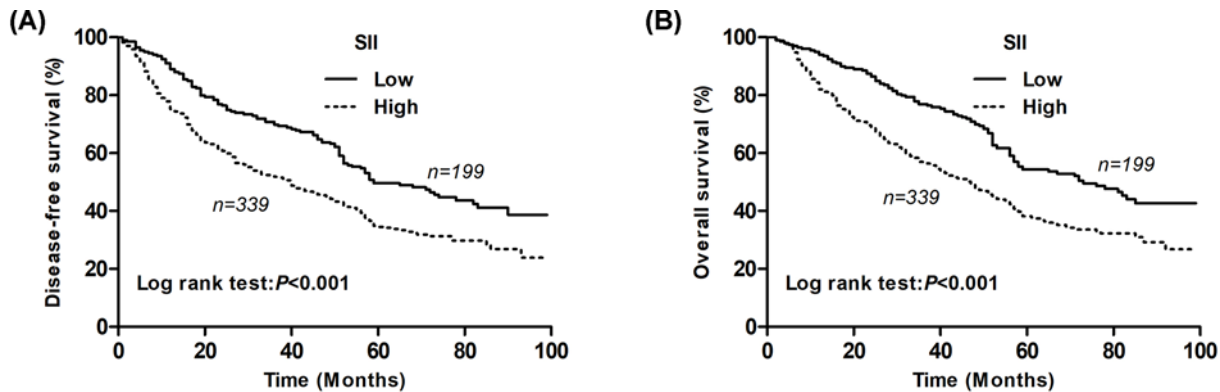 (A)
Disease-free survival (%)
100
80
60
40
20
0
SII
Low
High
n=199
n=339
Log rank test:P<0.001
0 20 40 60 80 100
Time (Months)
(B)
Overall survival (%)
100
80
60
40
20
0
SII
Low
High
n=199
n=339
Log rank test:P<0.001
0 20 40 60 80 100
Time (Months)